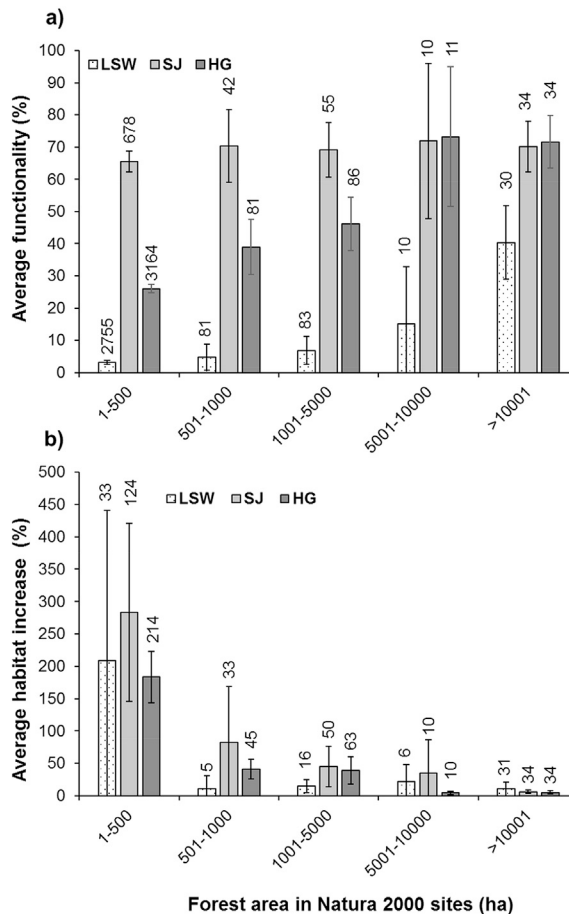 a)
Average functionality (%)
100
90
80
70
60
50
40
30
20
10
0
LSW SJ HG
2755 678 3164
81 42 81
83 55 86
10 10 11
30 34 34
1-500 501-1000 1001-5000 5001-10000 >10001
b)
Average habitat increase (%)
500
450
400
350
300
250
200
150
100
50
0
LSW SJ HG
33 124 214
5 33 45
16 50 63
6 10 10
31 34 34
1-500 501-1000 1001-5000 5001-10000 >10001
Forest area in Natura 2000 sites (ha)